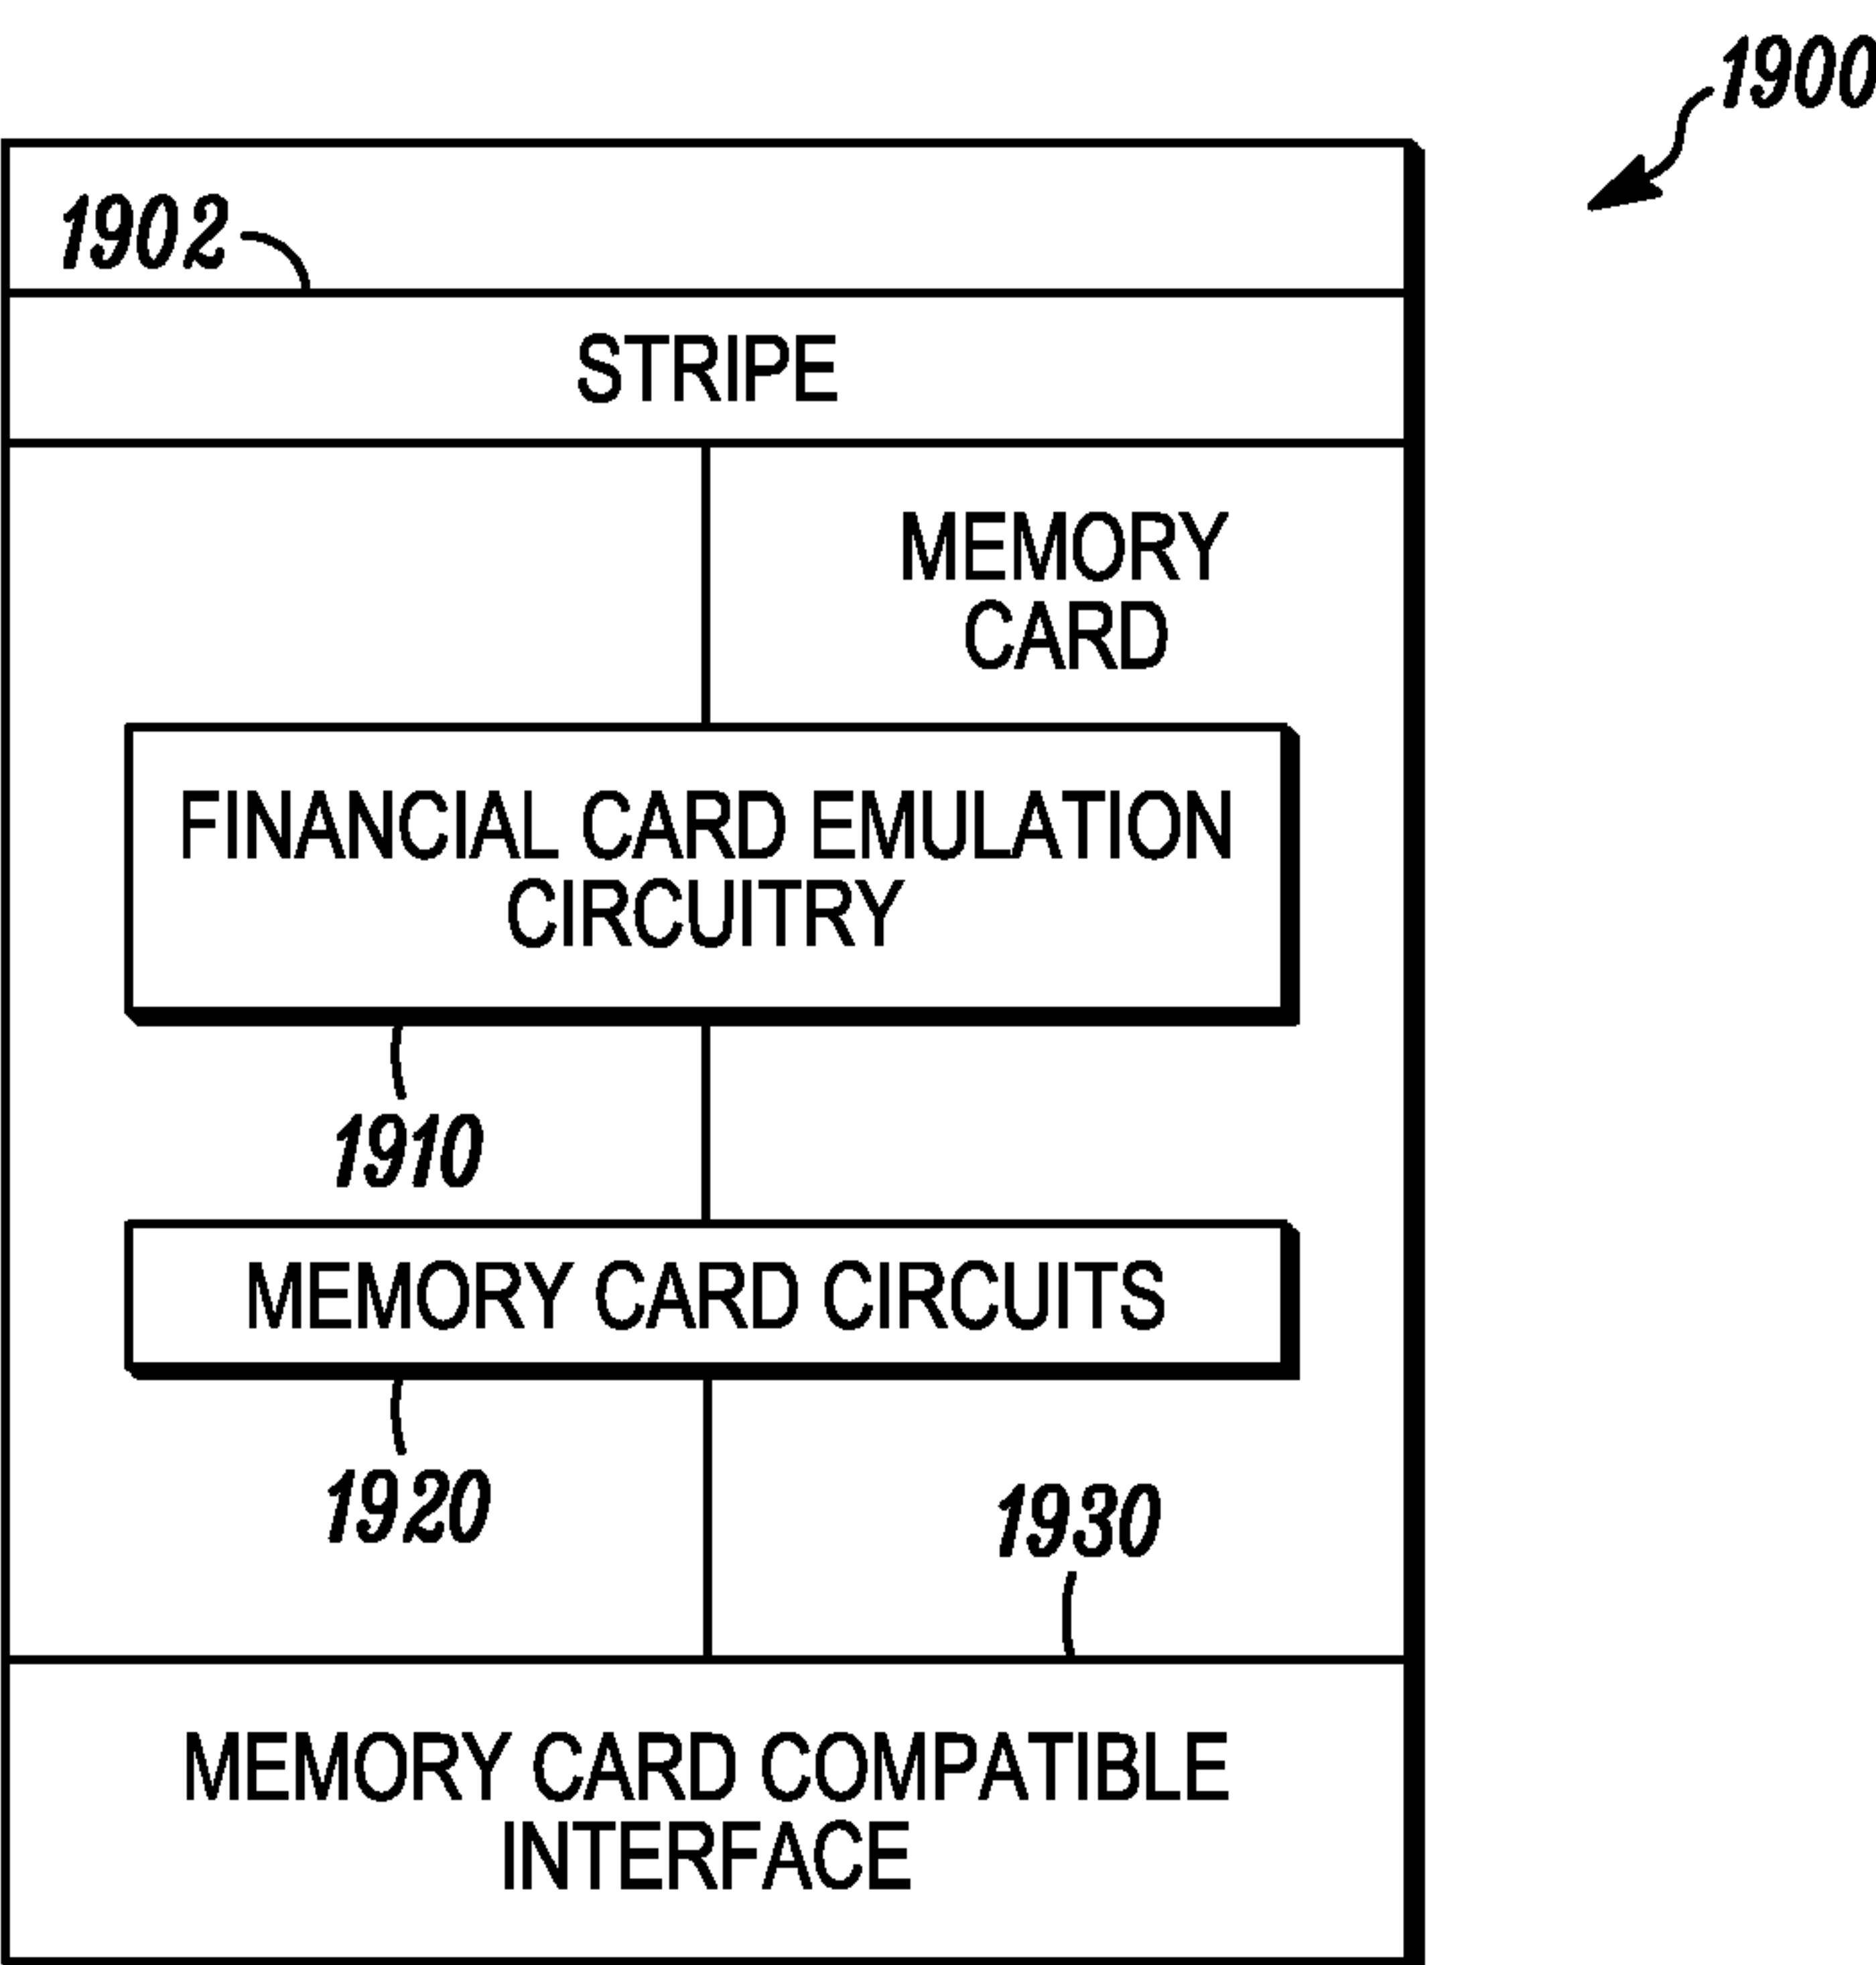 1900
1902
STRIPE
MEMORY
CARD
FINANCIAL CARD EMULATION
CIRCUITRY
1910
MEMORY CARD CIRCUITS
1920
1930
MEMORY CARD COMPATIBLE
INTERFACE